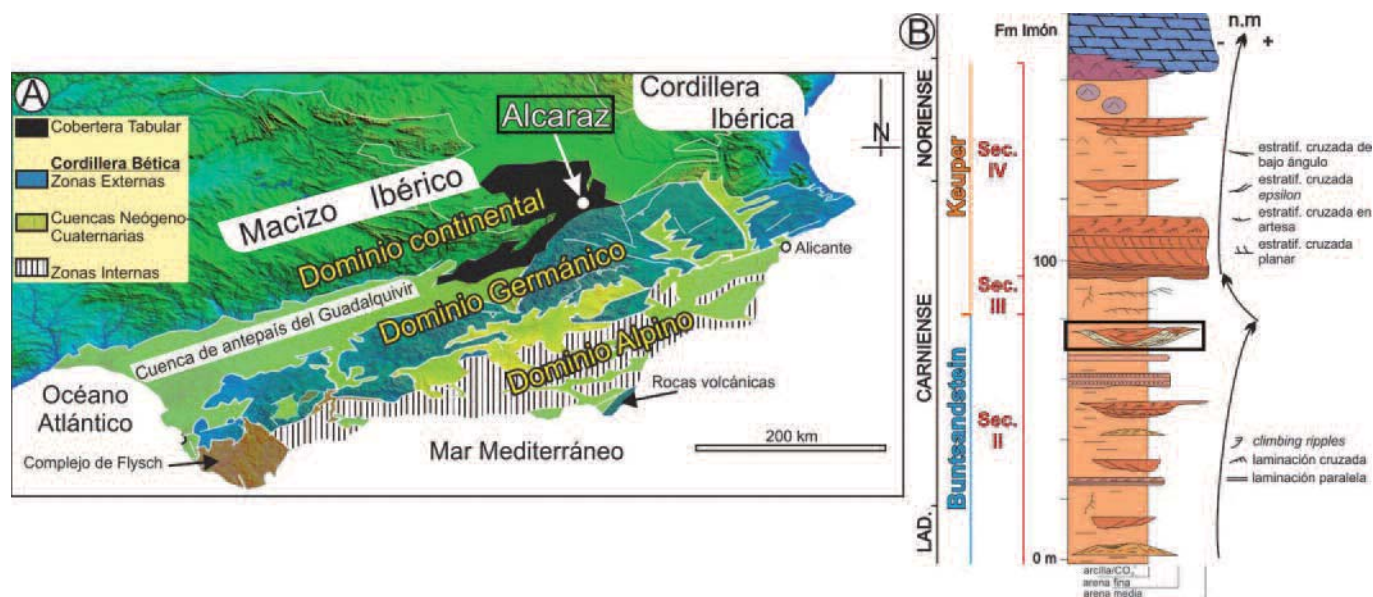 A
Cobertera Tabular
Cordillera Bética
Zonas Externas
Cuencas Neógeno-
Cuaternarias
Zonas Internas
Alcaraz
Cordillera
Ibérica
N
Macizo Ibérico
Dominio continental
Dominio Germánico
Dominio Alpino
Cuenca de antepaís del Guadalquivir
Alicante
Rocas volcánicas
Océano
Atlántico
Complejo de Flysch
Mar Mediterráneo
200 km
B
Fm Imón
n.m
- +
NORIENSE
CARNIENSE
LAD.
Keuper
Buntsandstein
Sec.
IV
Sec.
III
Sec.
II
100
0 m
estratif. cruzada de
bajo ángulo
estratif. cruzada
epsilon
estratif. cruzada en
artesa
estratif. cruzada
planar
climbing ripples
laminación cruzada
laminación paralela
arena fina
arena media